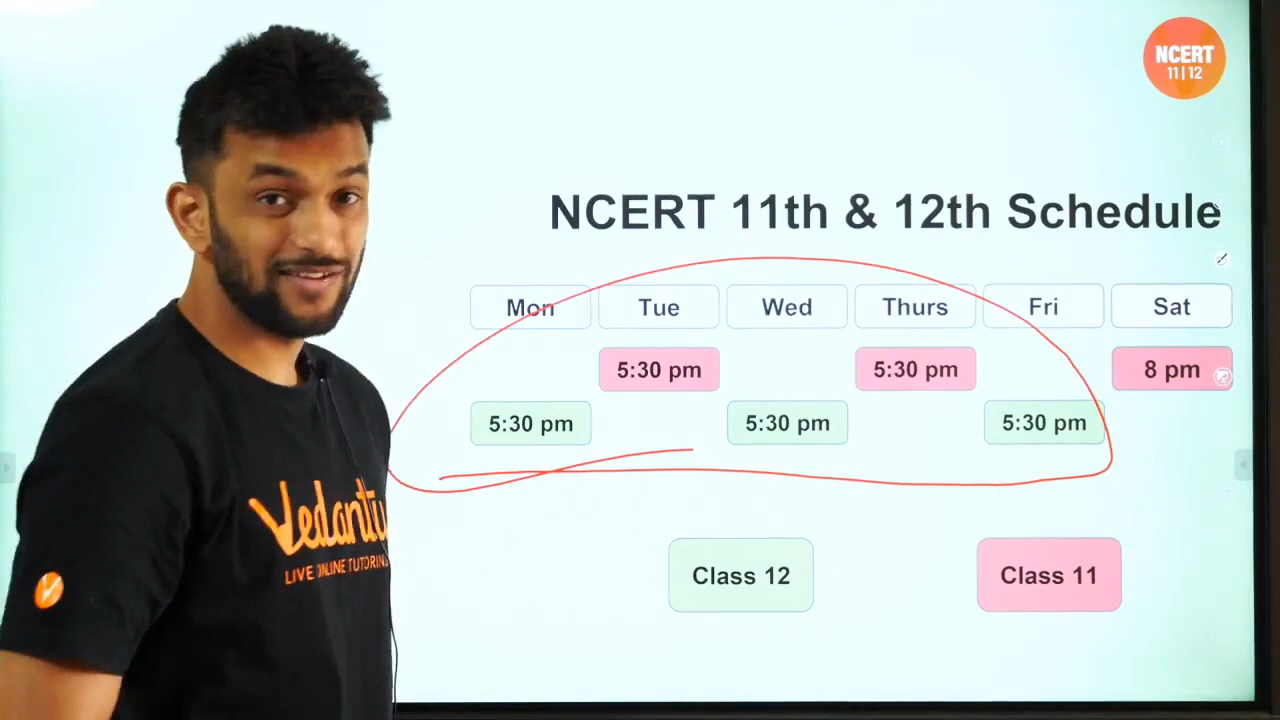 NCERT
11|12
NCERT 11th & 12th Schedule
Mon Tue Wed Thurs Fri Sat
5:30 pm 5:30 pm 8 pm
5:30 pm 5:30 pm 5:30 pm
Class 12 Class 11
Vedantu
LIVE ONLINE TUTORING